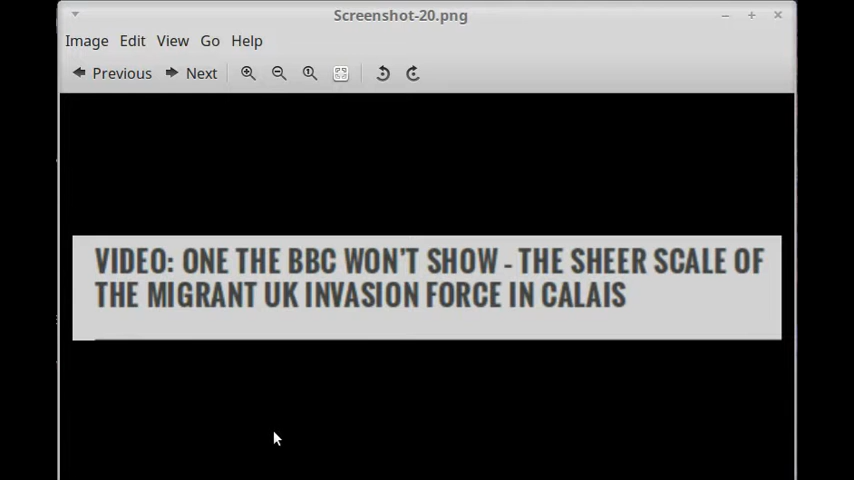 Screenshot-20.png
Image Edit View Go Help
Previous Next
VIDEO: ONE THE BBC WON'T SHOW - THE SHEER SCALE OF
THE MIGRANT UK INVASION FORCE IN CALAIS